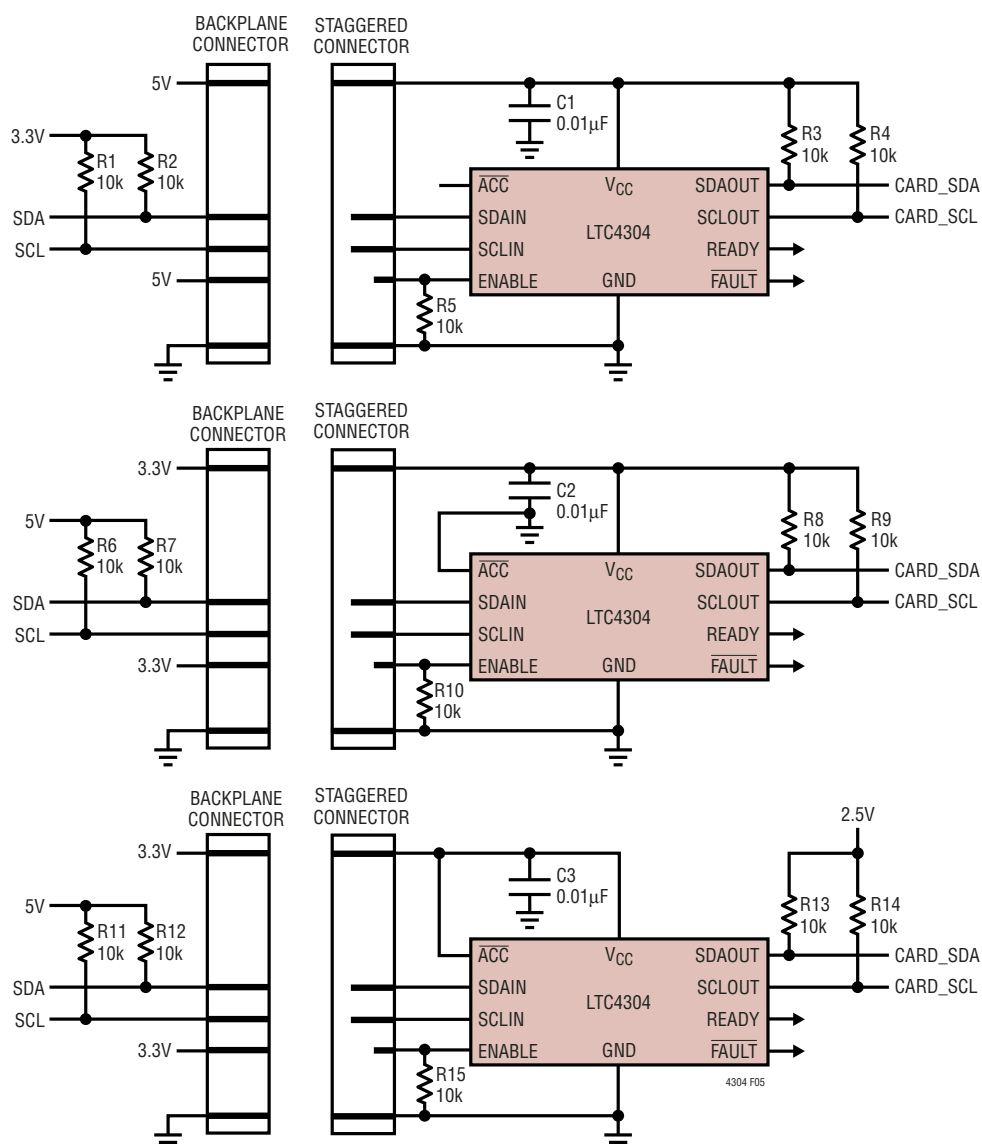 BACKPLANE
CONNECTOR
STAGGERED
CONNECTOR
5V
C1
0.01µF
R3
10k
R4
10k
3.3V
R1
10k
R2
10k
ACC
VCC
SDAOUT
CARD_SDA
SDA
SDAIN
LTC4304
SCLOUT
CARD_SCL
SCL
SCLIN
READY
5V
ENABLE
GND
FAULT
R5
10k
BACKPLANE
CONNECTOR
STAGGERED
CONNECTOR
3.3V
C2
0.01µF
R8
10k
R9
10k
5V
R6
10k
R7
10k
ACC
VCC
SDAOUT
CARD_SDA
SDA
SDAIN
LTC4304
SCLOUT
CARD_SCL
SCL
SCLIN
READY
3.3V
ENABLE
GND
FAULT
R10
10k
BACKPLANE
CONNECTOR
STAGGERED
CONNECTOR
2.5V
3.3V
C3
0.01µF
R13
10k
R14
10k
5V
R11
10k
R12
10k
ACC
VCC
SDAOUT
CARD_SDA
SDA
SDAIN
LTC4304
SCLOUT
CARD_SCL
SCL
SCLIN
READY
3.3V
ENABLE
GND
FAULT
R15
10k
4304 F05